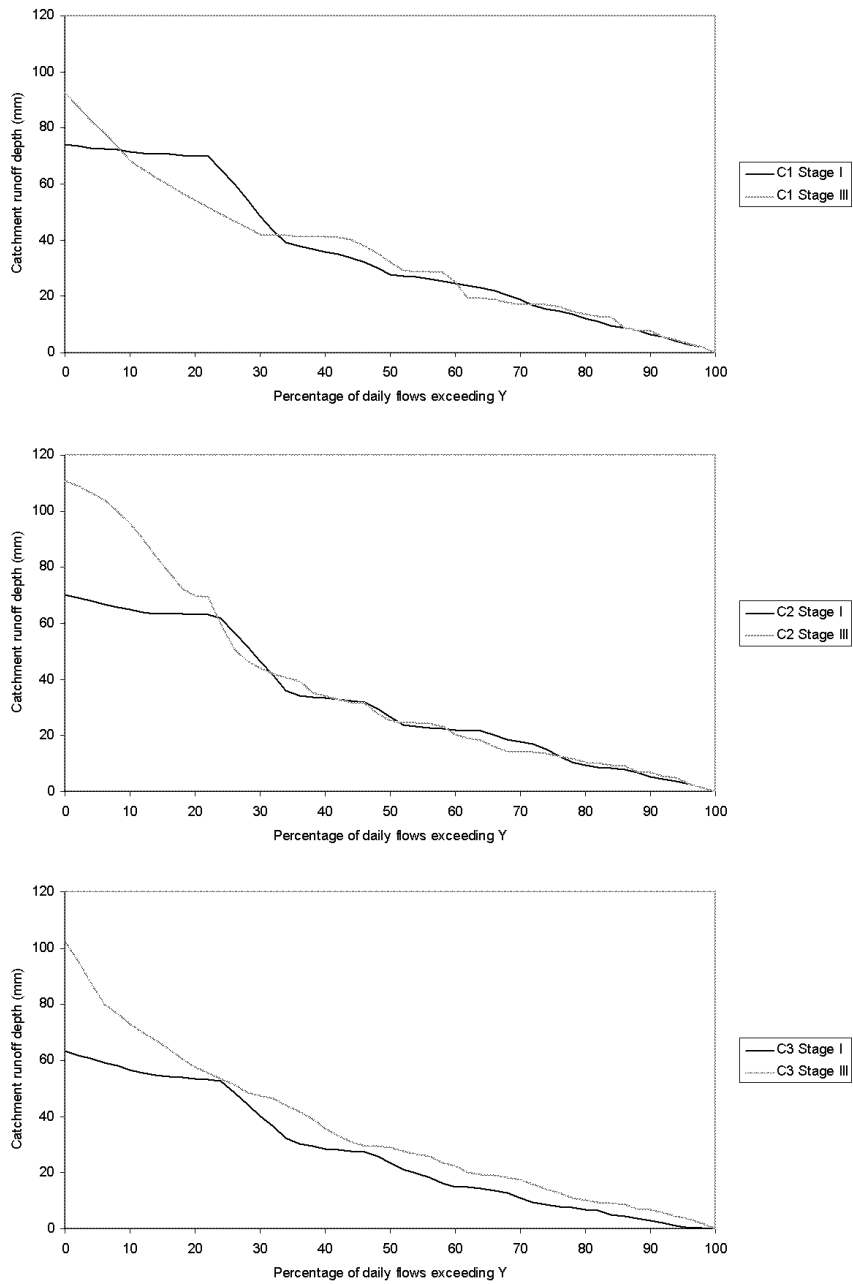 120
100
80
60
40
20
0
Catchment runoff depth (mm)
0 10 20 30 40 50 60 70 80 90 100
Percentage of daily flows exceeding Y
C1 Stage I
C1 Stage III
120
100
80
60
40
20
0
Catchment runoff depth (mm)
0 10 20 30 40 50 60 70 80 90 100
Percentage of daily flows exceeding Y
C2 Stage I
C2 Stage III
120
100
80
60
40
20
0
Catchment runoff depth (mm)
0 10 20 30 40 50 60 70 80 90 100
Percentage of daily flows exceeding Y
C3 Stage I
C3 Stage III